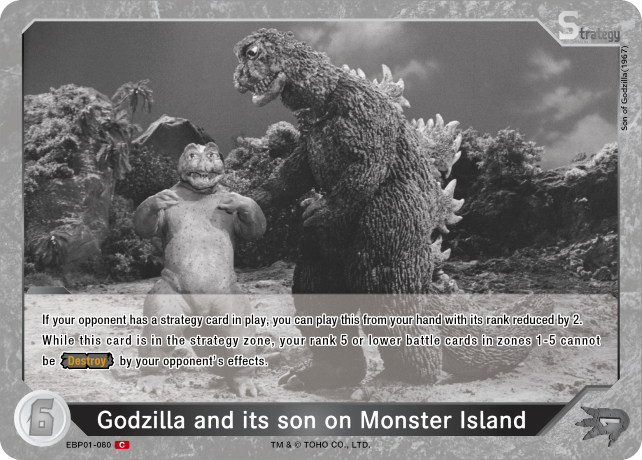 Strategy
Son of Godzilla(1967)
If your opponent has a strategy card in play, you can play this from your hand with its rank reduced by 2.
While this card is in the strategy zone, your rank 5 or lower battle cards in zones 1-5 cannot
be Destroy by your opponent's effects.
6
Godzilla and its son on Monster Island
EBP01-080 C
TM & © TOHO CO., LTD.